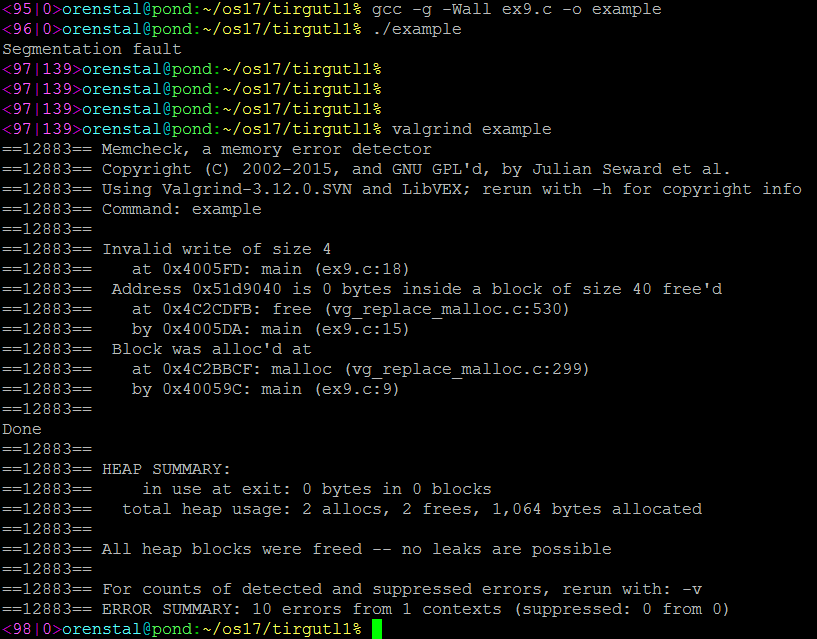 <95|0>orenstal@pond:~/os17/tirgutl1% gcc -g -Wall ex9.c -o example
<96|0>orenstal@pond:~/os17/tirgutl1% ./example
Segmentation fault
<97|139>orenstal@pond:~/os17/tirgutl1%
<97|139>orenstal@pond:~/os17/tirgutl1%
<97|139>orenstal@pond:~/os17/tirgutl1%
<97|139>orenstal@pond:~/os17/tirgutl1% valgrind example
==12883== Memcheck, a memory error detector
==12883== Copyright (C) 2002-2015, and GNU GPL'd, by Julian Seward et al.
==12883== Using Valgrind-3.12.0.SVN and LibVEX; rerun with -h for copyright info
==12883== Command: example
==12883==
==12883== Invalid write of size 4
==12883==    at 0x4005FD: main (ex9.c:18)
==12883==  Address 0x51d9040 is 0 bytes inside a block of size 40 free'd
==12883==    at 0x4C2CDFB: free (vg_replace_malloc.c:530)
==12883==    by 0x4005DA: main (ex9.c:15)
==12883==  Block was alloc'd at
==12883==    at 0x4C2BBCF: malloc (vg_replace_malloc.c:299)
==12883==    by 0x40059C: main (ex9.c:9)
==12883==
Done
==12883==
==12883== HEAP SUMMARY:
==12883==     in use at exit: 0 bytes in 0 blocks
==12883==   total heap usage: 2 allocs, 2 frees, 1,064 bytes allocated
==12883==
==12883== All heap blocks were freed -- no leaks are possible
==12883==
==12883== For counts of detected and suppressed errors, rerun with: -v
==12883== ERROR SUMMARY: 10 errors from 1 contexts (suppressed: 0 from 0)
<98|0>orenstal@pond:~/os17/tirgutl1%